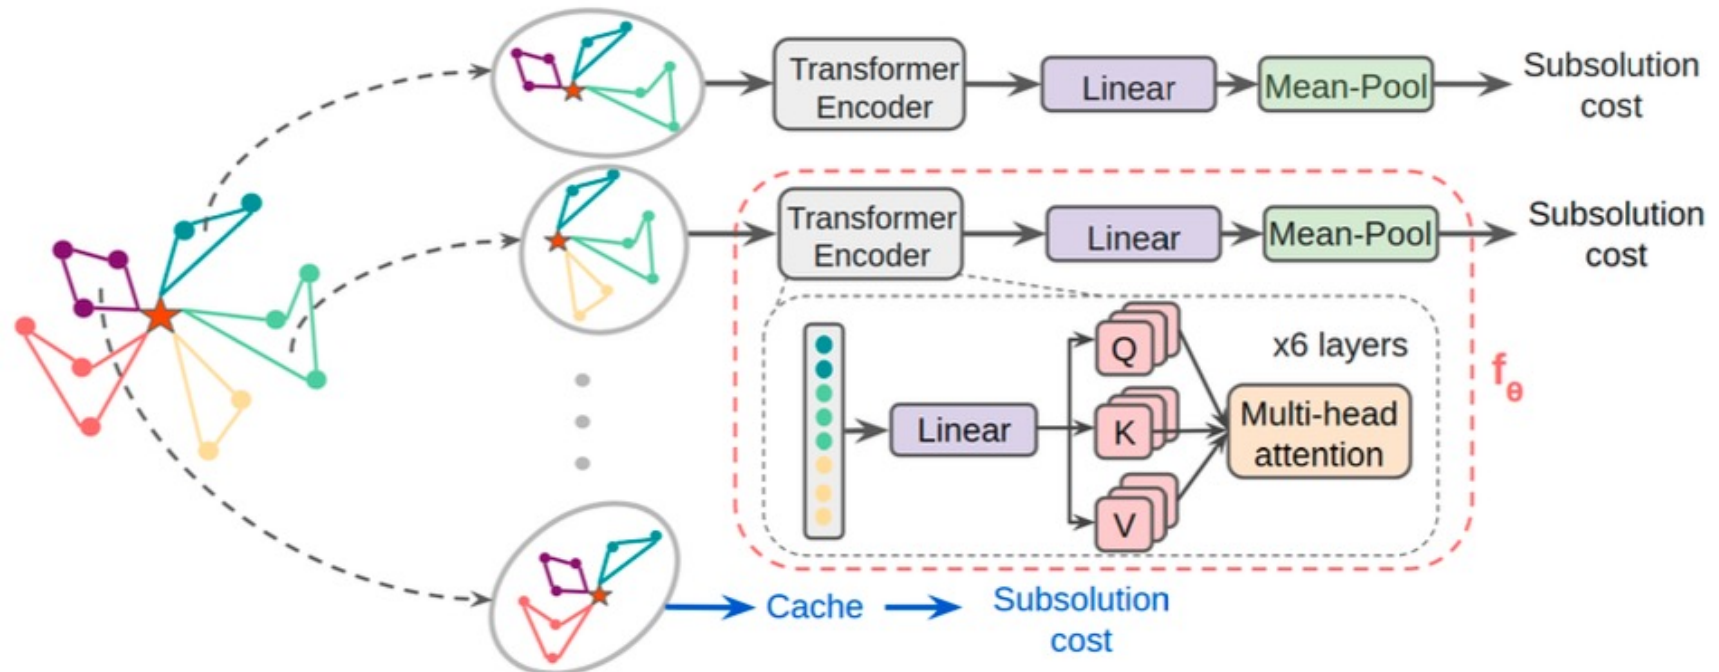 Transformer
Encoder
Linear
Mean-Pool
Subsolution
cost
Transformer
Encoder
Linear
Mean-Pool
Subsolution
cost
Linear
Q
K
V
x6 layers
Multi-head
attention
fθ
Cache
Subsolution
cost